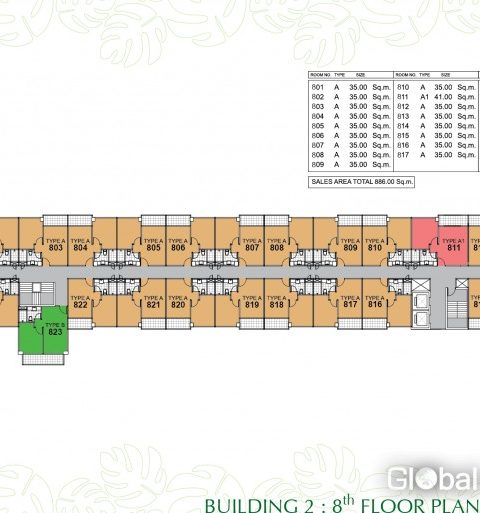 ROOM NO. TYPE SIZE ROOM NO. TYPE SIZE
801 A 35.00 Sq.m. 810 A 35.00 Sq.m.
802 A 35.00 Sq.m. 811 A1 41.00 Sq.m.
803 A 35.00 Sq.m. 812 A 35.00 Sq.m.
804 A 35.00 Sq.m. 813 A 35.00 Sq.m.
805 A 35.00 Sq.m. 814 A 35.00 Sq.m.
806 A 35.00 Sq.m. 815 A 35.00 Sq.m.
807 A 35.00 Sq.m. 816 A 35.00 Sq.m.
808 A 35.00 Sq.m. 817 A 35.00 Sq.m.
809 A 35.00 Sq.m.
SALES AREA TOTAL 886.00 Sq.m.
TYPE A TYPE A TYPE A TYPE A TYPE A TYPE A TYPE A TYPE A TYPE A1
803 804 805 806 807 808 809 810 811
TYPE A TYPE A TYPE A TYPE A TYPE A TYPE A TYPE A
822 821 820 819 818 817 816
TYPE B
823
Global
BUILDING 2 : 8th FLOOR PLAN